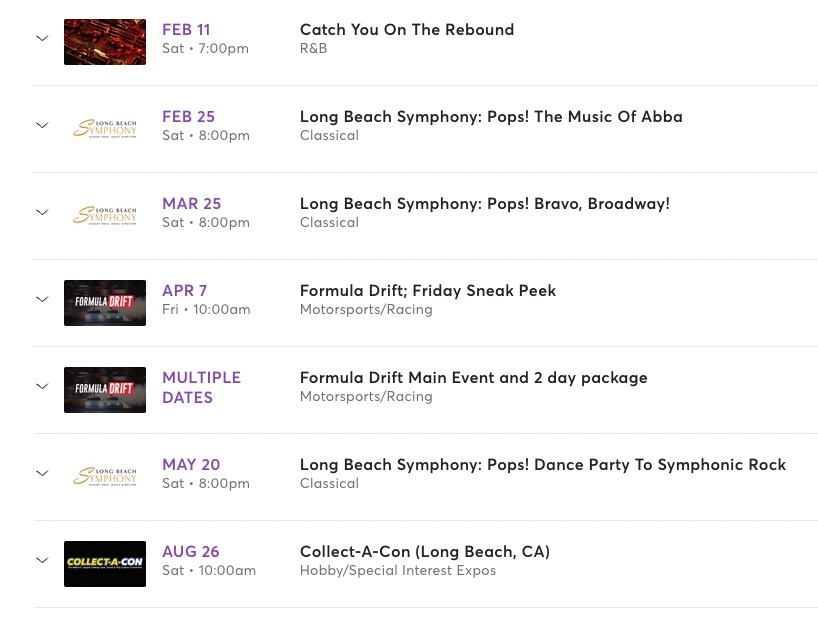 FEB 11
Sat • 7:00pm
Catch You On The Rebound
R&B
LONG BEACH
SYMPHONY
FEB 25
Sat • 8:00pm
Long Beach Symphony: Pops! The Music Of Abba
Classical
LONG BEACH
SYMPHONY
MAR 25
Sat • 8:00pm
Long Beach Symphony: Pops! Bravo, Broadway!
Classical
FORMULA DRIFT
APR 7
Fri • 10:00am
Formula Drift; Friday Sneak Peek
Motorsports/Racing
FORMULA DRIFT
MULTIPLE
DATES
Formula Drift Main Event and 2 day package
Motorsports/Racing
LONG BEACH
SYMPHONY
MAY 20
Sat • 8:00pm
Long Beach Symphony: Pops! Dance Party To Symphonic Rock
Classical
COLLECT-A-CON
AUG 26
Sat • 10:00am
Collect-A-Con (Long Beach, CA)
Hobby/Special Interest Expos